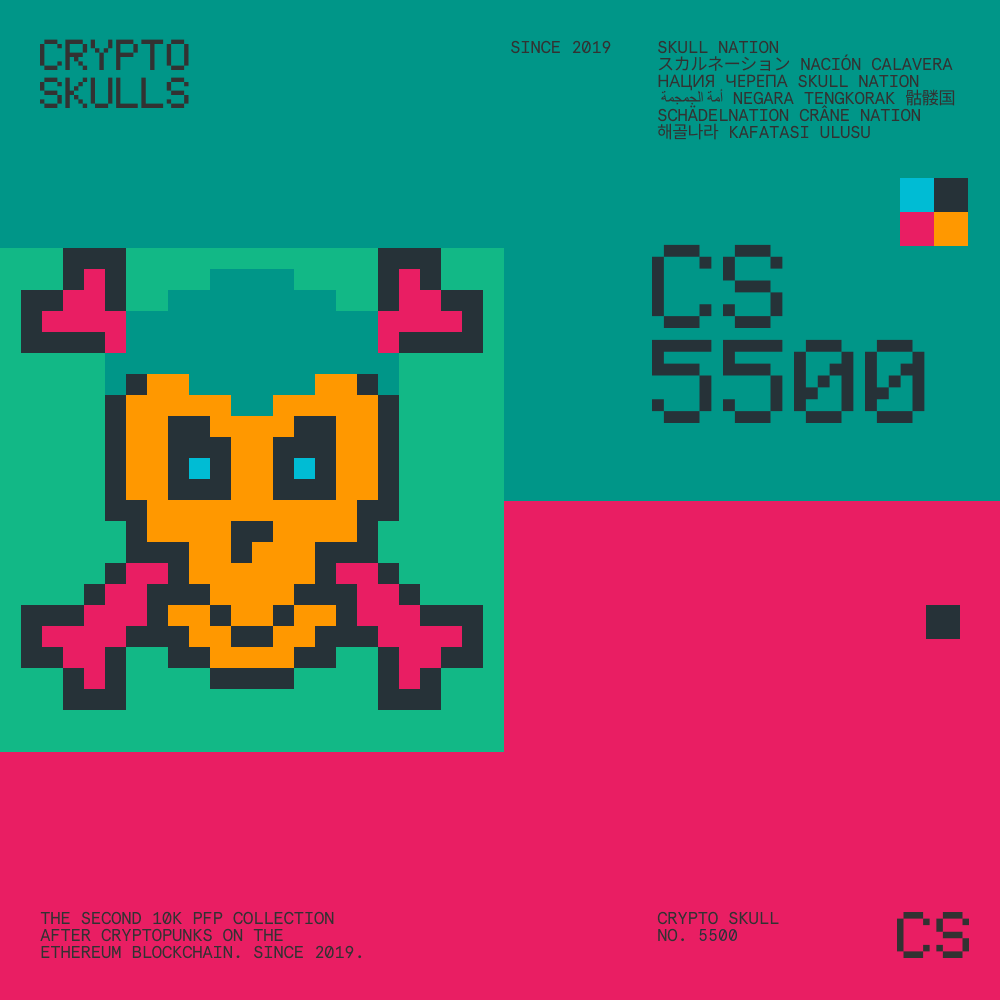 CRYPTO
SKULLS
SINCE 2019
SKULL NATION
スカルネーション NACIÓN CALAVERA
НАЦИЯ ЧЕРЕПА SKULL NATION
أمة الجمجمة NEGARA TENGKORAK 骷髅国
SCHÄDELNATION CRÂNE NATION
해골나라 KAFATASI ULUSU
CS
5500
THE SECOND 10K PFP COLLECTION
AFTER CRYPTOPUNKS ON THE
ETHEREUM BLOCKCHAIN. SINCE 2019.
CRYPTO SKULL
NO. 5500
CS